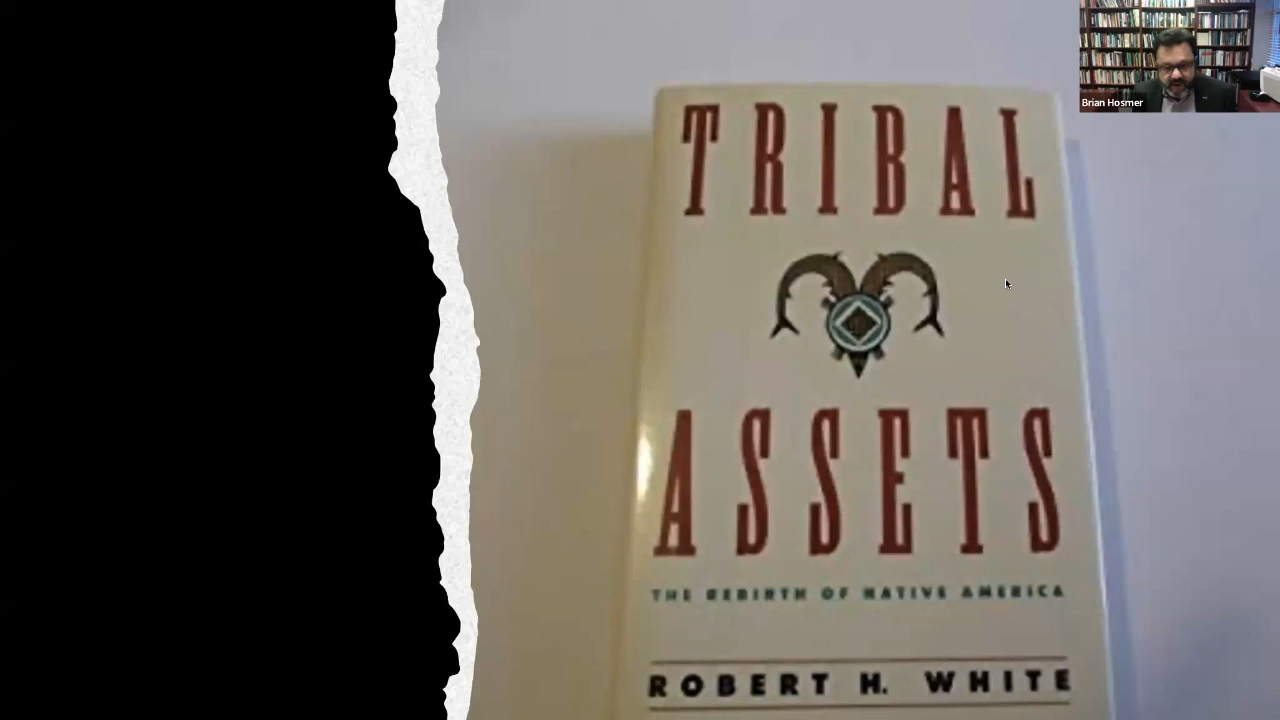 Brian Hosmer
TRIBAL
ASSETS
THE REBIRTH OF NATIVE AMERICA
ROBERT H. WHITE